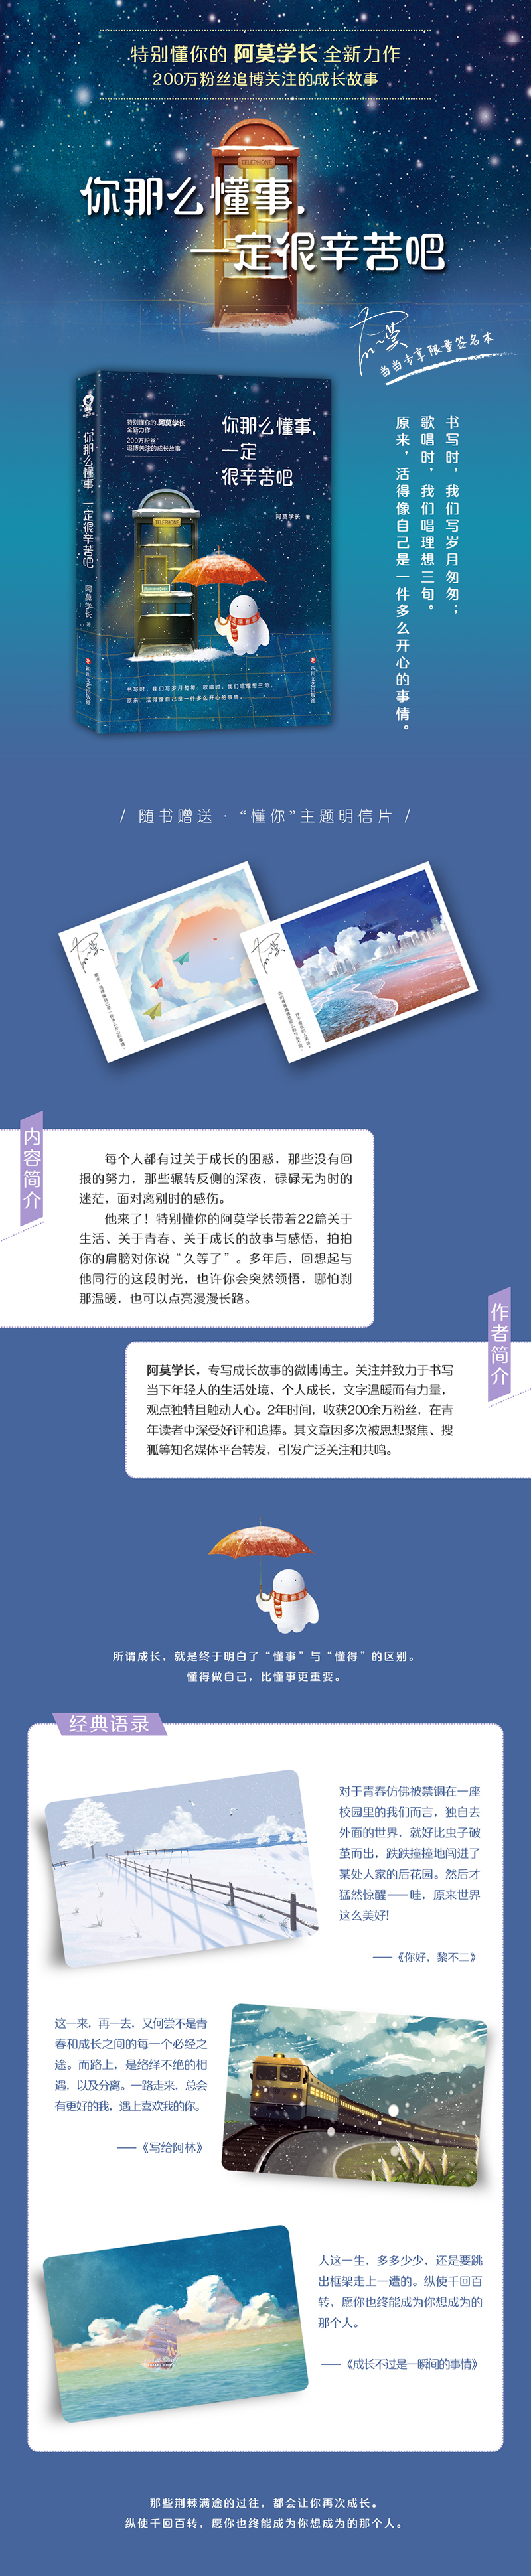 特别懂你的 阿莫学长 全新力作
200万粉丝追博关注的成长故事
TELEPHONE
你那么懂事，
一定很辛苦吧
阿莫
当当专享限量签名本
特别懂你的 阿莫学长
全新力作
200万粉丝
追博关注的成长故事
你那么懂事，
一定
很辛苦吧
阿莫学长 著
TELEPHONE
书写时，我们写岁月匆匆；歌唱时，我们唱理想三旬。
原来，活得像自己是一件多么开心的事情。
四川文艺出版社
你那么懂事，一定很辛苦吧
阿莫学长 著
四川文艺出版社
书写时，我们写岁月匆匆；
歌唱时，我们唱理想三旬。
原来，活得像自己是一件多么开心的事情。
/ 随书赠送 · “懂你”主题明信片 /
阿莫
阿莫
内容简介
每个人都有过关于成长的困惑，那些没有回
报的努力，那些辗转反侧的深夜，碌碌无为时的
迷茫，面对离别时的感伤。
他来了！特别懂你的阿莫学长带着22篇关于
生活、关于青春、关于成长的故事与感悟，拍拍
你的肩膀对你说“久等了”。多年后，回想起与
他同行的这段时光，也许你会突然领悟，哪怕刹
那温暖，也可以点亮漫漫长路。
作者简介
阿莫学长，专写成长故事的微博博主。关注并致力于书写
当下年轻人的生活处境、个人成长，文字温暖而有力量，
观点独特且触动人心。2年时间，收获200余万粉丝，在青
年读者中深受好评和追捧。其文章因多次被思想聚焦、搜
狐等知名媒体平台转发，引发广泛关注和共鸣。
所谓成长，就是终于明白了“懂事”与“懂得”的区别。
懂得做自己，比懂事更重要。
经典语录
对于青春仿佛被禁锢在一座
校园里的我们而言，独自去
外面的世界，就好比虫子破
茧而出，跌跌撞撞地闯进了
某处人家的后花园。然后才
猛然惊醒——哇，原来世界
这么美好!
——《你好，黎不二》
这一来，再一去，又何尝不是青
春和成长之间的每一个必经之
途。而路上，是络绎不绝的相
遇，以及分离。一路走来，总会
有更好的我，遇上喜欢我的你。
——《写给阿林》
人这一生，多多少少，还是要跳
出框架走上一遭的。纵使千回百
转，愿你也终能成为你想成为的
那个人。
——《成长不过是一瞬间的事情》
那些荆棘满途的过往，都会让你再次成长。
纵使千回百转，愿你也终能成为你想成为的那个人。